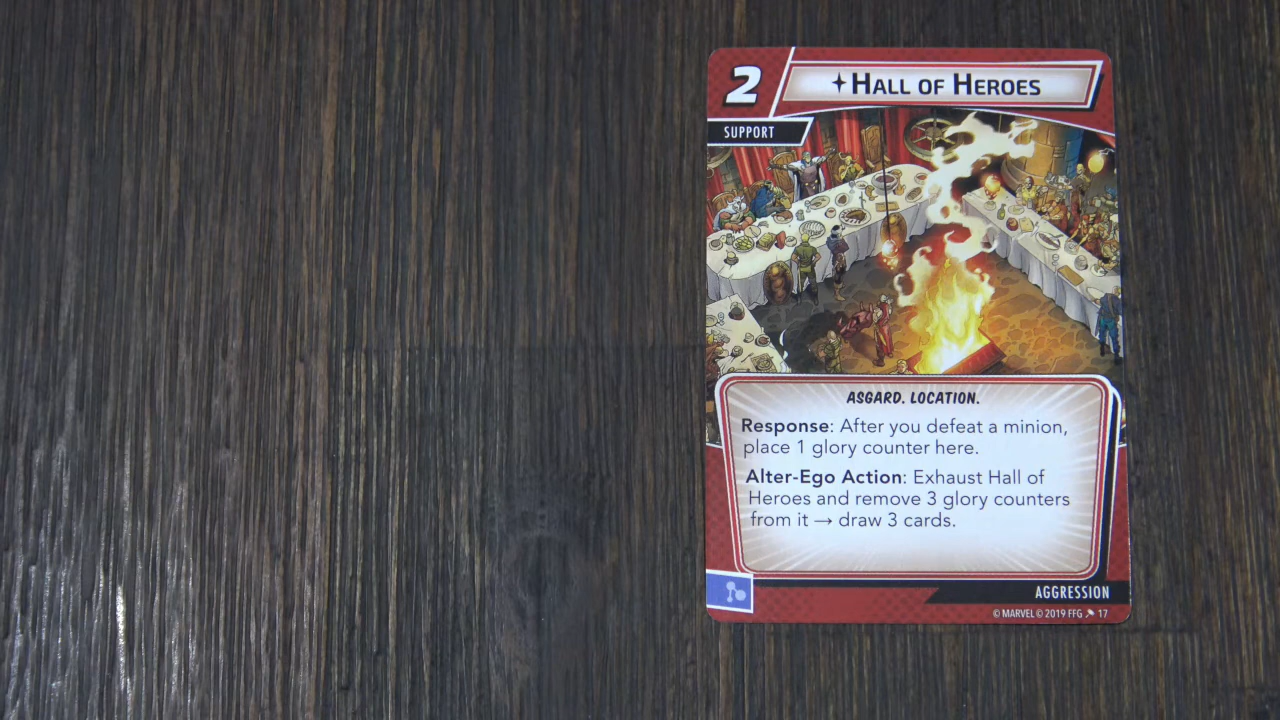 2
HALL OF HEROES
SUPPORT
ASGARD. LOCATION.
Response: After you defeat a minion,
place 1 glory counter here.
Alter-Ego Action: Exhaust Hall of
Heroes and remove 3 glory counters
from it → draw 3 cards.
AGGRESSION
© MARVEL © 2019 FFG 17